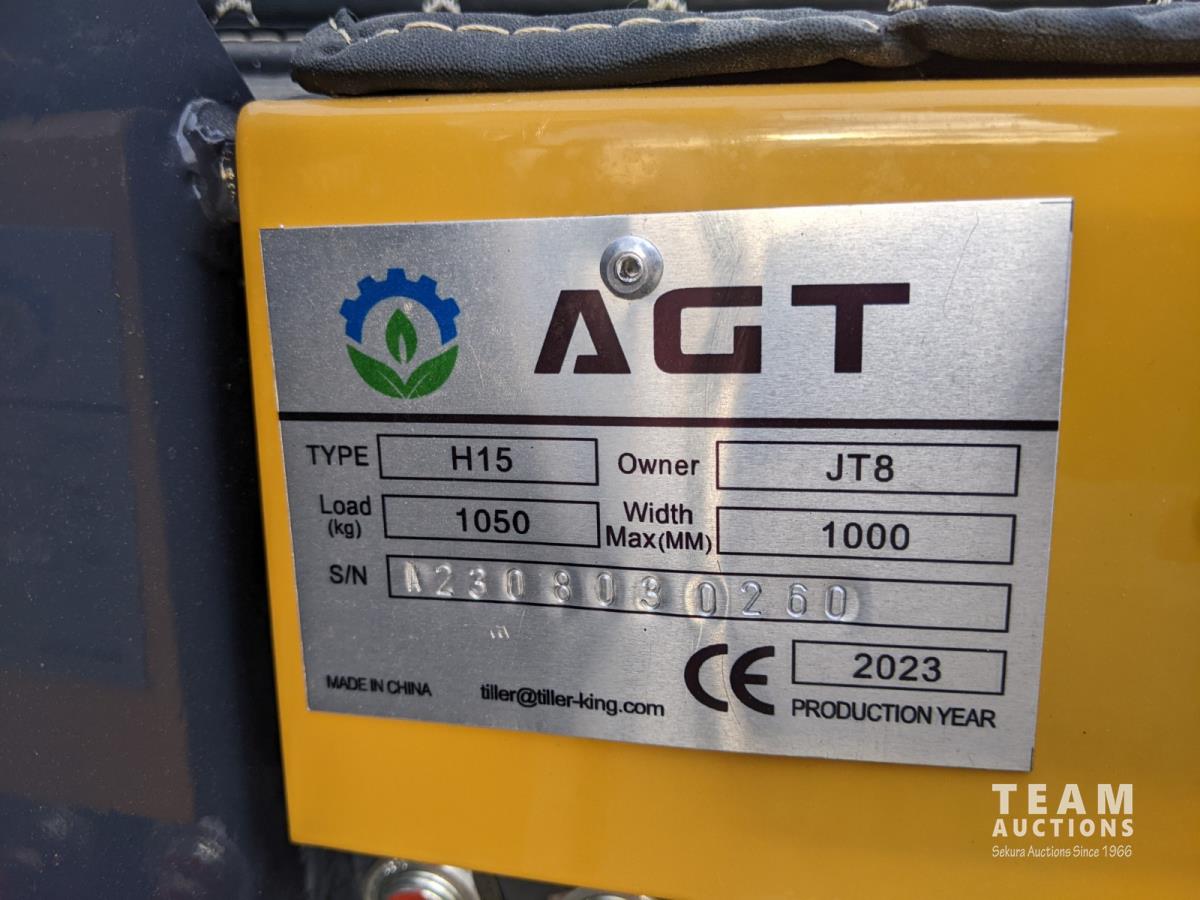 AGT
TYPE H15 Owner JT8
Load (kg) 1050 Width Max(MM) 1000
S/N A2308030260
MADE IN CHINA tiller@tiller-king.com CE 2023
PRODUCTION YEAR
TEAM
AUCTIONS
Sekura Auctions Since 1966